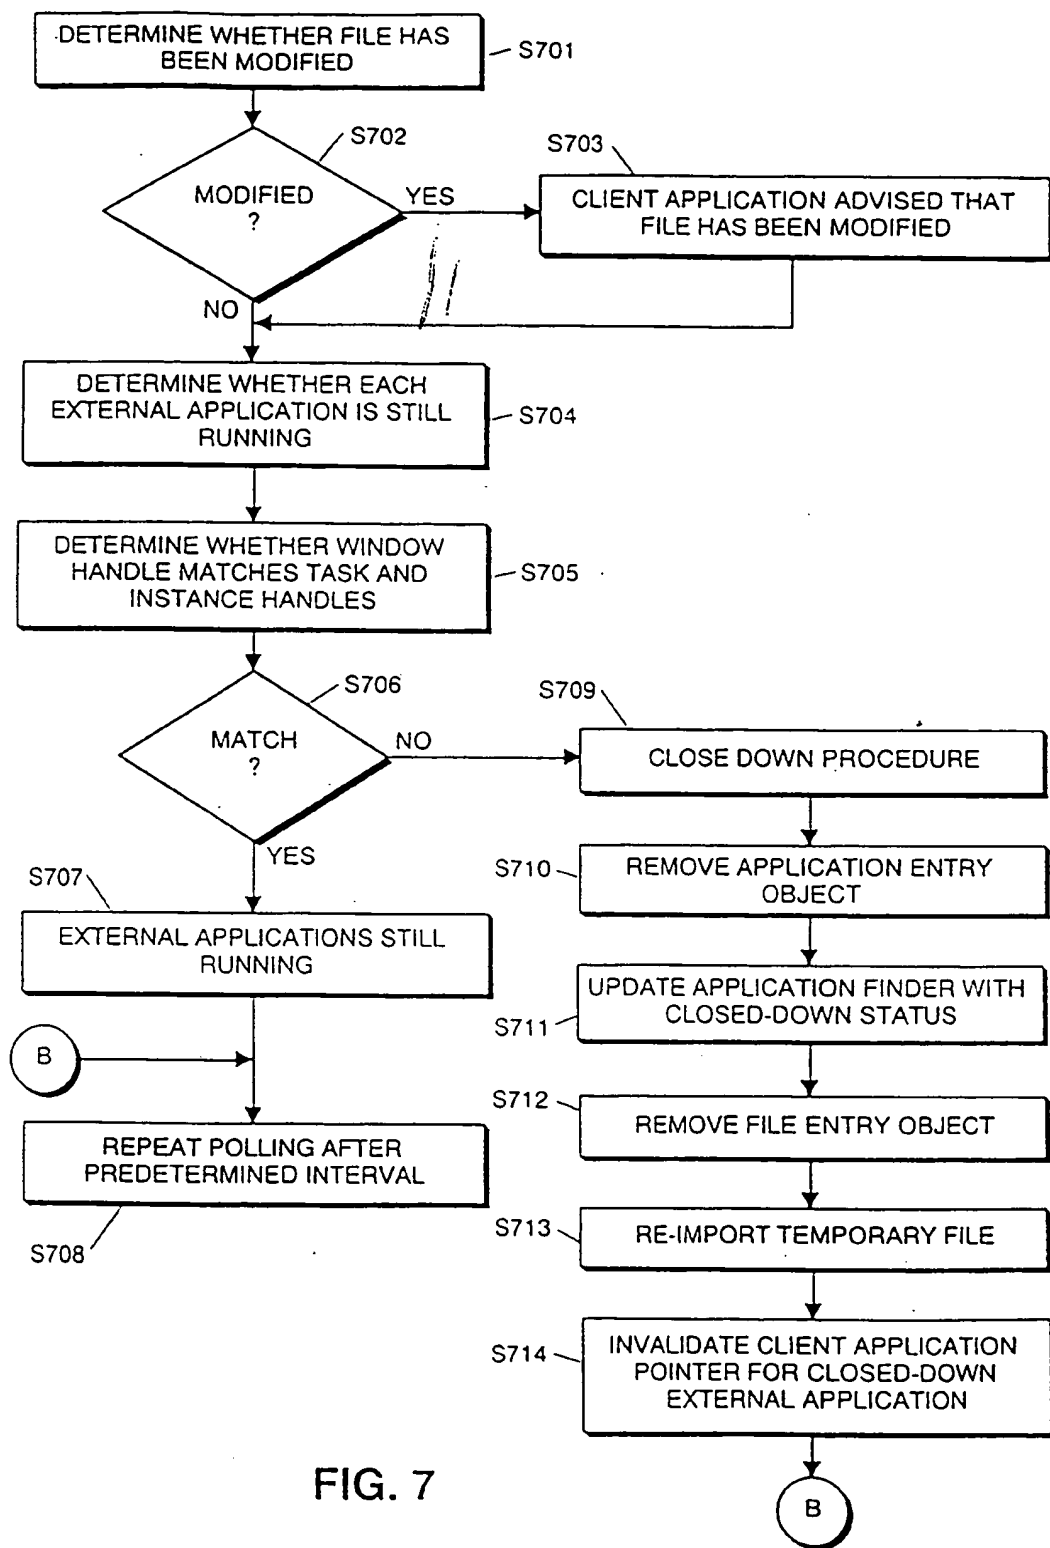 DETERMINE WHETHER FILE HAS
BEEN MODIFIED
S701
S702
MODIFIED
?
YES
NO
S703
CLIENT APPLICATION ADVISED THAT
FILE HAS BEEN MODIFIED
DETERMINE WHETHER EACH
EXTERNAL APPLICATION IS STILL
RUNNING
S704
DETERMINE WHETHER WINDOW
HANDLE MATCHES TASK AND
INSTANCE HANDLES
S705
S706
MATCH
?
NO
YES
S707
EXTERNAL APPLICATIONS STILL
RUNNING
B
REPEAT POLLING AFTER
PREDETERMINED INTERVAL
S708
S709
CLOSE DOWN PROCEDURE
S710
REMOVE APPLICATION ENTRY
OBJECT
S711
UPDATE APPLICATION FINDER WITH
CLOSED-DOWN STATUS
S712
REMOVE FILE ENTRY OBJECT
S713
RE-IMPORT TEMPORARY FILE
S714
INVALIDATE CLIENT APPLICATION
POINTER FOR CLOSED-DOWN
EXTERNAL APPLICATION
B
FIG. 7